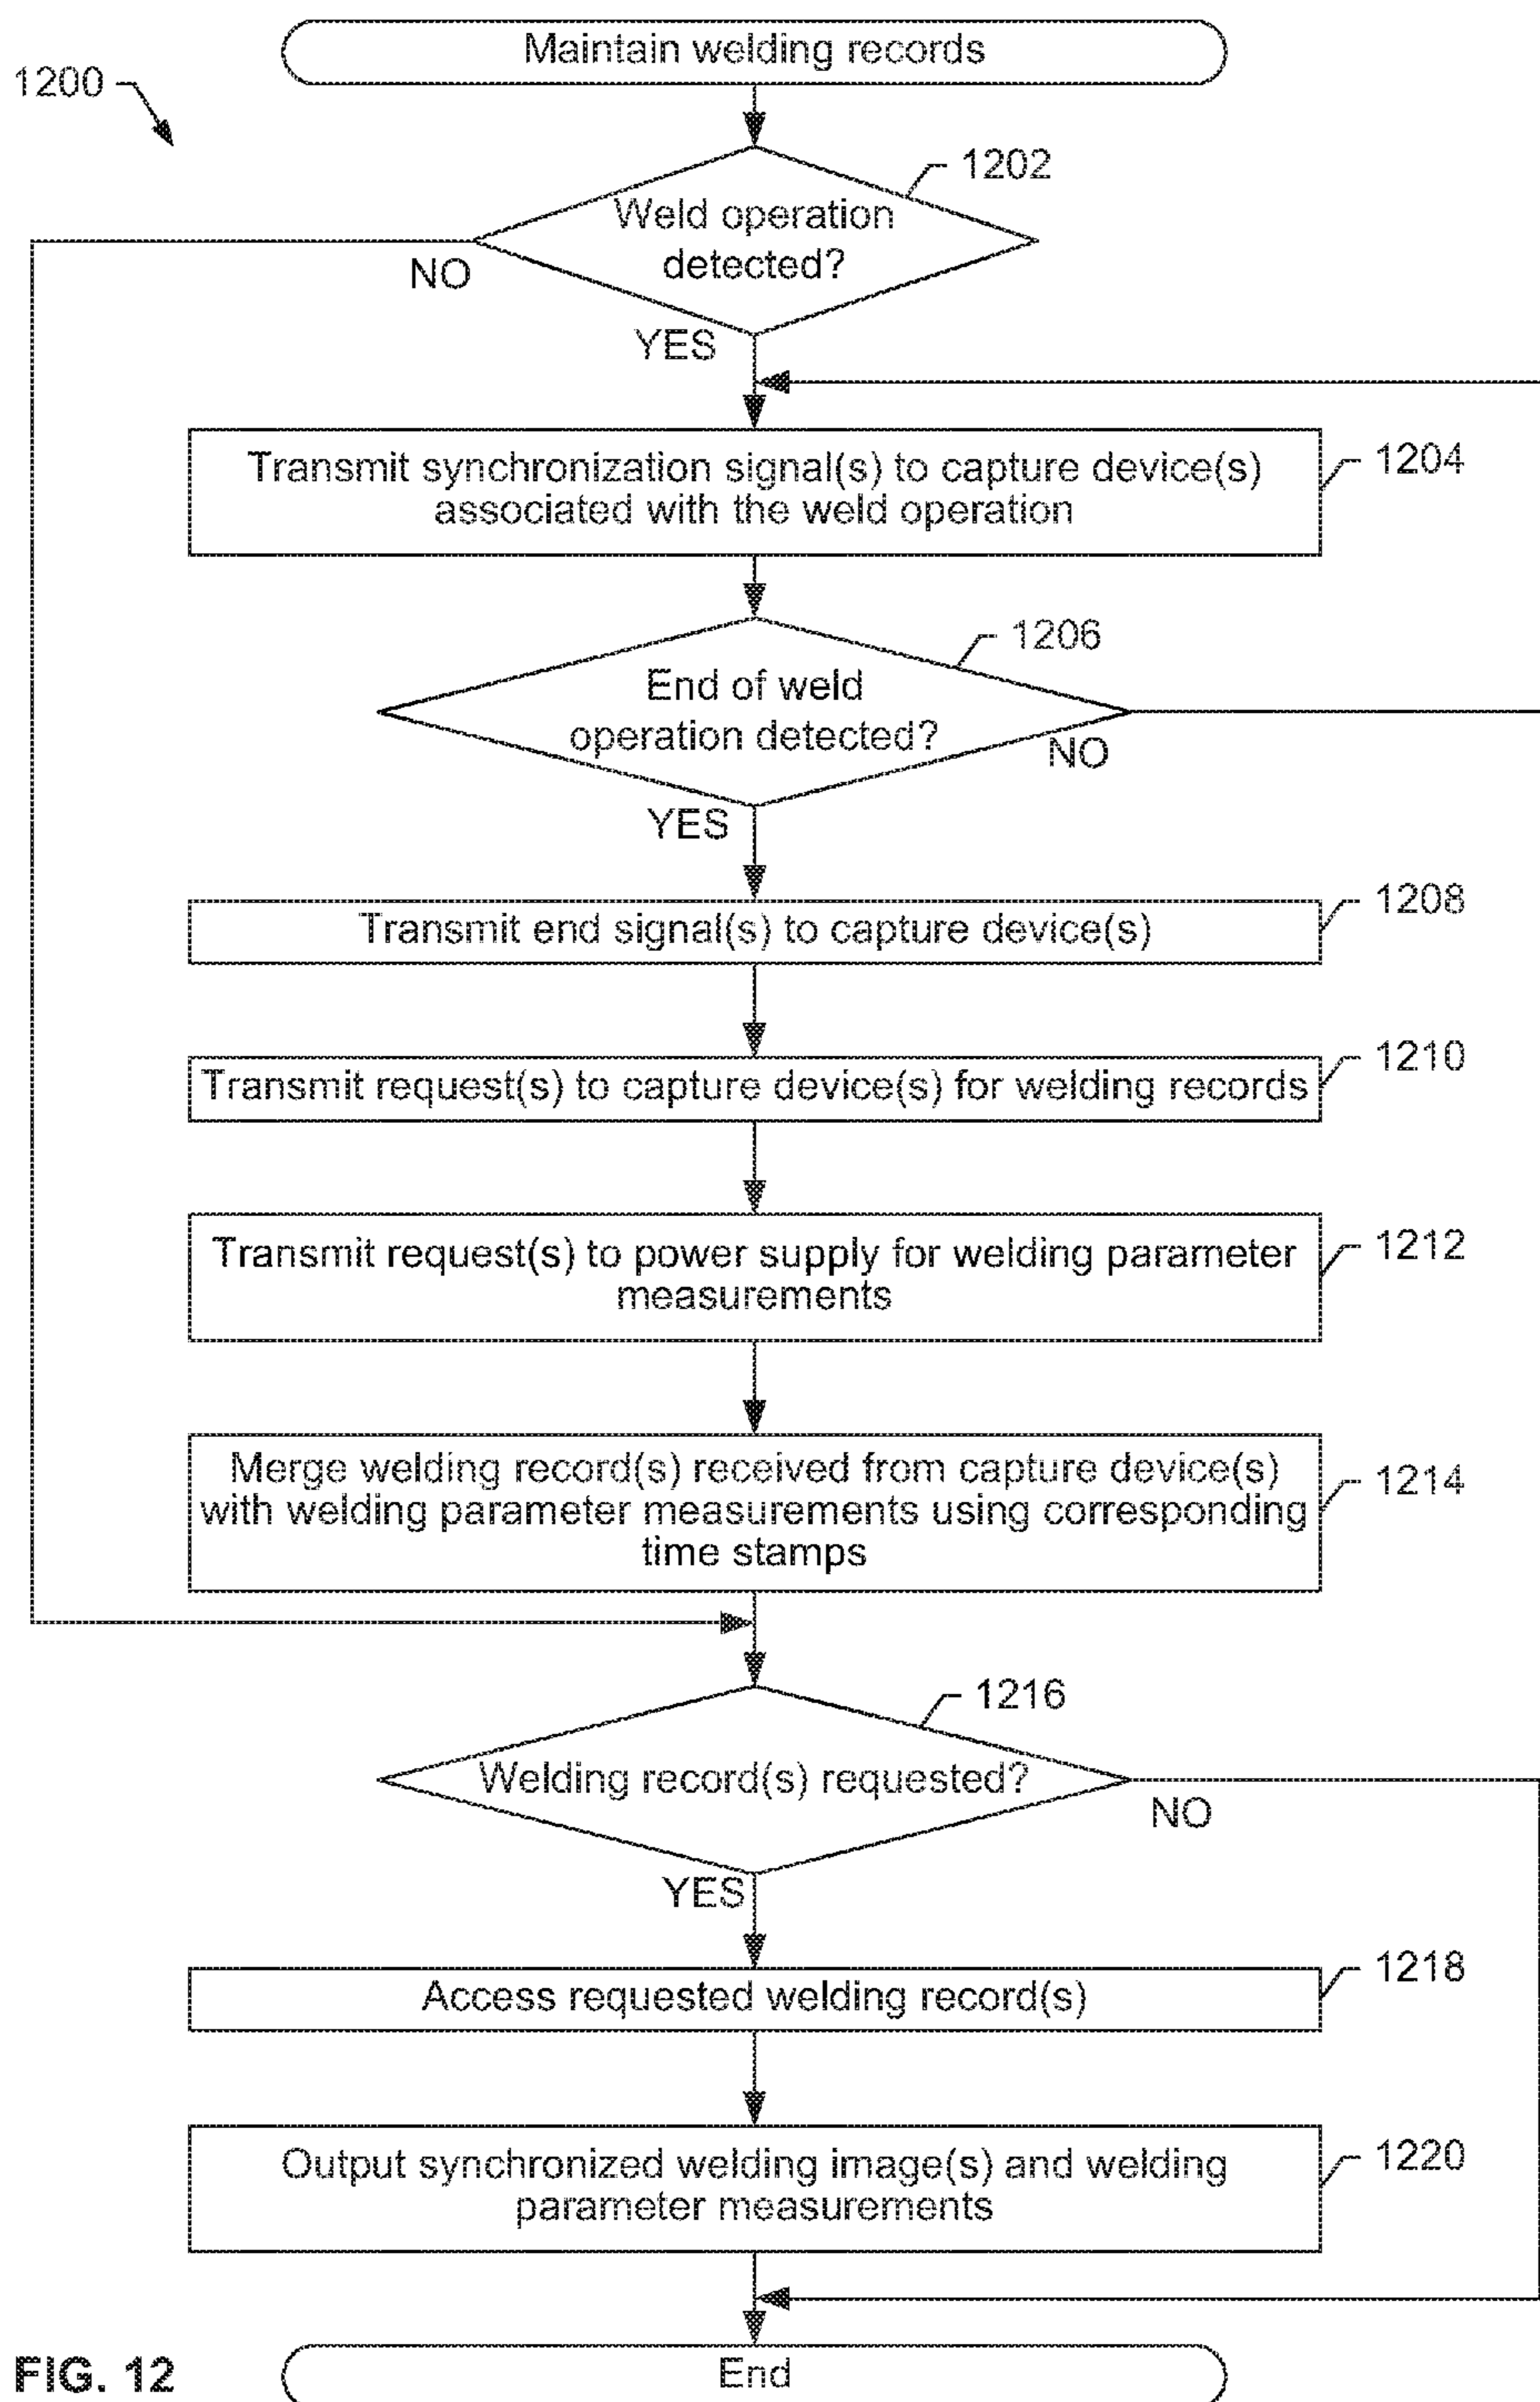 Maintain welding records
1200
1202
Weld operation
detected?
NO
YES
Transmit synchronization signal(s) to capture device(s)
associated with the weld operation
1204
1206
End of weld
operation detected?
NO
YES
1208
Transmit end signal(s) to capture device(s)
1210
Transmit request(s) to capture device(s) for welding records
Transmit request(s) to power supply for welding parameter
measurements
1212
Merge welding record(s) received from capture device(s)
with welding parameter measurements using corresponding
time stamps
1214
1216
Welding record(s) requested?
NO
YES
1218
Access requested welding record(s)
Output synchronized welding image(s) and welding
parameter measurements
1220
End
FIG. 12